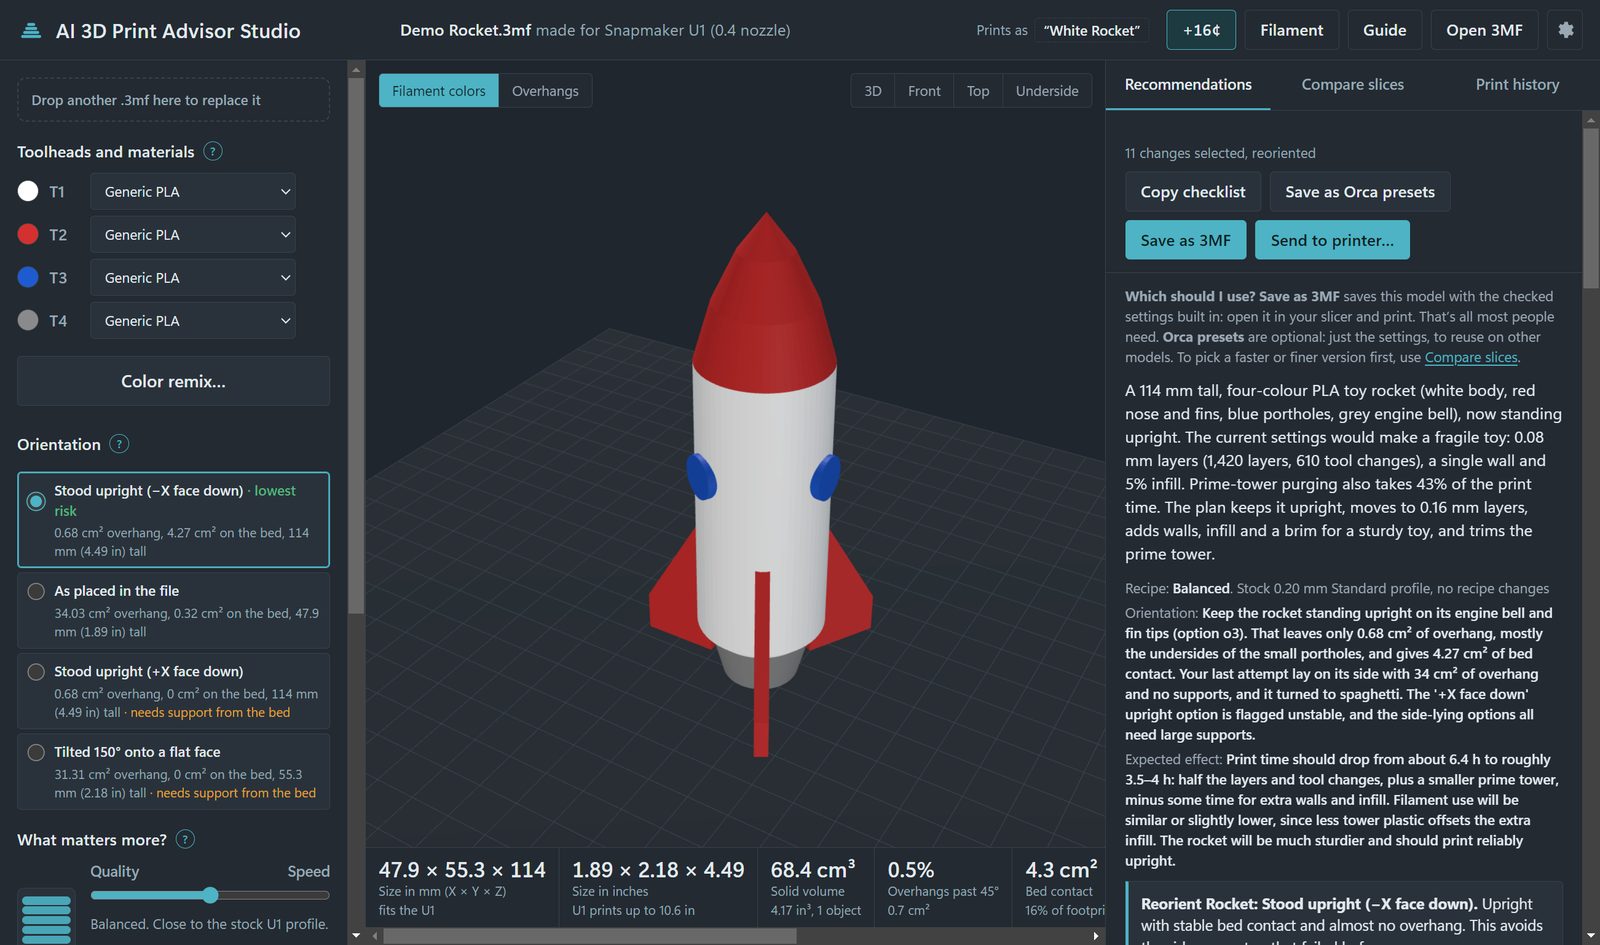 AI 3D Print Advisor Studio
Demo Rocket.3mf made for Snapmaker U1 (0.4 nozzle)
Prints as “White Rocket”
+16¢
Filament
Guide
Open 3MF
Drop another .3mf here to replace it
Toolheads and materials ?
T1 Generic PLA
T2 Generic PLA
T3 Generic PLA
T4 Generic PLA
Color remix...
Orientation ?
Stood upright (−X face down) · lowest
risk
0.68 cm² overhang, 4.27 cm² on the bed, 114
mm (4.49 in) tall
As placed in the file
34.03 cm² overhang, 0.32 cm² on the bed, 47.9
mm (1.89 in) tall
Stood upright (+X face down)
0.68 cm² overhang, 0 cm² on the bed, 114 mm
(4.49 in) tall · needs support from the bed
Tilted 150° onto a flat face
31.31 cm² overhang, 0 cm² on the bed, 55.3
mm (2.18 in) tall · needs support from the bed
What matters more? ?
Quality Speed
Balanced. Close to the stock U1 profile.
Filament colors
Overhangs
3D
Front
Top
Underside
47.9 × 55.3 × 114
Size in mm (X × Y × Z)
fits the U1
1.89 × 2.18 × 4.49
Size in inches
U1 prints up to 10.6 in
68.4 cm³
Solid volume
4.17 in³, 1 object
0.5%
Overhangs past 45°
0.7 cm²
4.3 cm²
Bed contact
16% of footpri
Recommendations
Compare slices
Print history
11 changes selected, reoriented
Copy checklist
Save as Orca presets
Save as 3MF
Send to printer...
Which should I use? Save as 3MF saves this model with the checked
settings built in: open it in your slicer and print. That’s all most people
need. Orca presets are optional: just the settings, to reuse on other
models. To pick a faster or finer version first, use Compare slices.
A 114 mm tall, four-colour PLA toy rocket (white body, red
nose and fins, blue portholes, grey engine bell), now standing
upright. The current settings would make a fragile toy: 0.08
mm layers (1,420 layers, 610 tool changes), a single wall and
5% infill. Prime-tower purging also takes 43% of the print
time. The plan keeps it upright, moves to 0.16 mm layers,
adds walls, infill and a brim for a sturdy toy, and trims the
prime tower.
Recipe: Balanced. Stock 0.20 mm Standard profile, no recipe changes
Orientation: Keep the rocket standing upright on its engine bell and
fin tips (option o3). That leaves only 0.68 cm² of overhang, mostly
the undersides of the small portholes, and gives 4.27 cm² of bed
contact. Your last attempt lay on its side with 34 cm² of overhang
and no supports, and it turned to spaghetti. The '+X face down'
upright option is flagged unstable, and the side-lying options all
need large supports.
Expected effect: Print time should drop from about 6.4 h to roughly
3.5–4 h: half the layers and tool changes, plus a smaller prime tower,
minus some time for extra walls and infill. Filament use will be
similar or slightly lower, since less tower plastic offsets the extra
infill. The rocket will be much sturdier and should print reliably
upright.
Reorient Rocket: Stood upright (−X face down). Upright
with stable bed contact and almost no overhang. This avoids